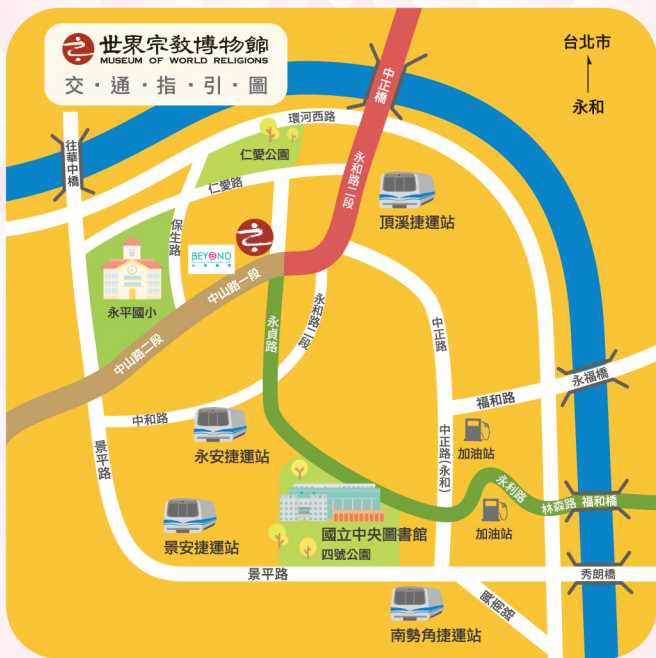 世界宗教博物館
MUSEUM OF WORLD RELIGIONS
交・通・指・引・圖
台北市
永和
中正橋
環河西路
仁愛公園
往華中橋
仁愛路
永和路二段
頂溪捷運站
保生路
BEYOND
永平國小
中山路一段
中山路二段
永貞路
永和路二段
中正路
永福橋
福和路
中和路
永安捷運站
加油站
中正路(永和)
景平路
永利路
林森路
福和橋
國立中央圖書館
四號公園
加油站
景安捷運站
景平路
秀朗橋
南勢角捷運站